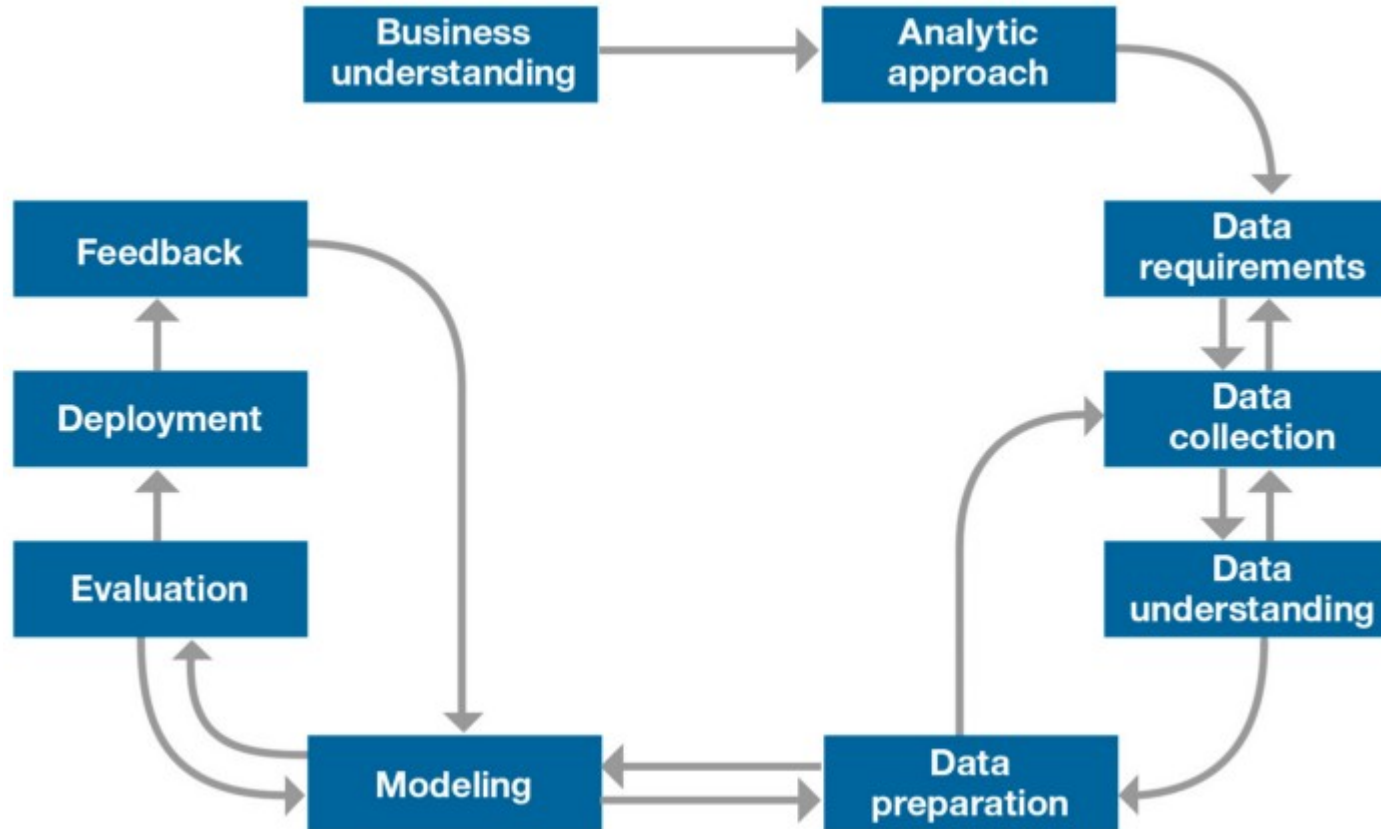 Business
understanding
Analytic
approach
Data
requirements
Data
collection
Data
understanding
Data
preparation
Modeling
Evaluation
Deployment
Feedback